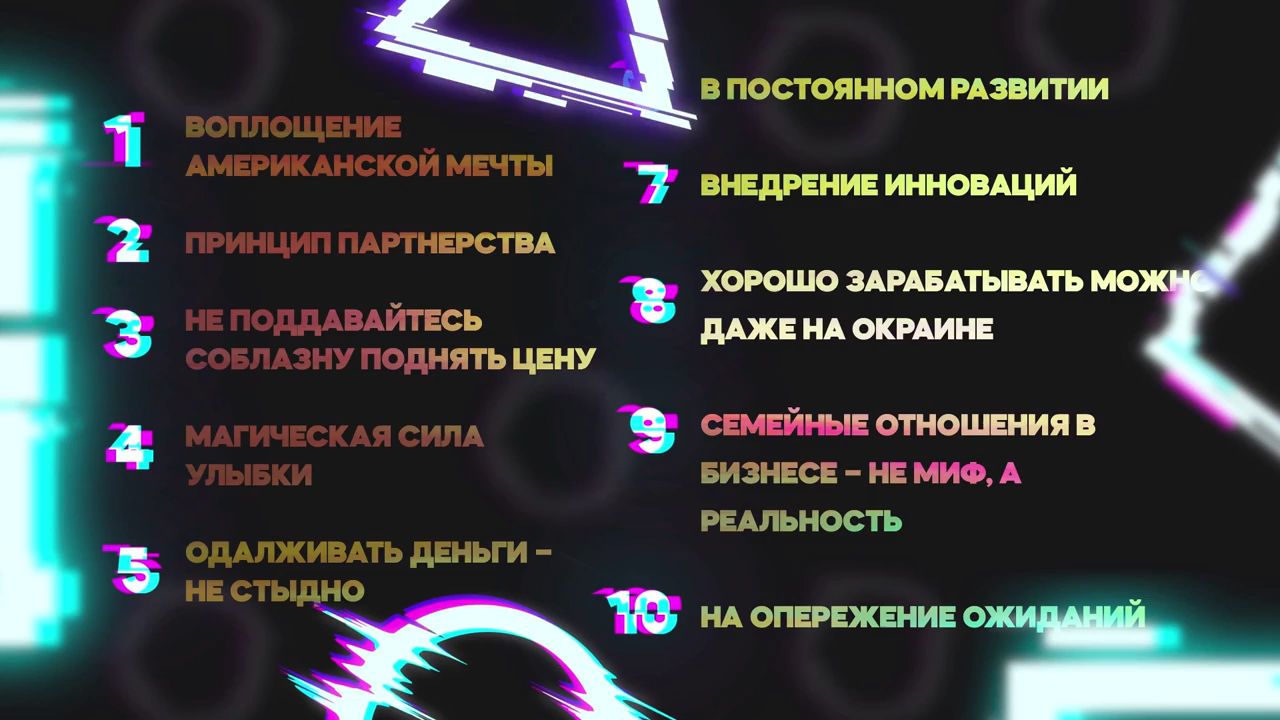 1
ВОПЛОЩЕНИЕ
АМЕРИКАНСКОЙ МЕЧТЫ
2
ПРИНЦИП ПАРТНЕРСТВА
3
НЕ ПОДДАВАЙТЕСЬ
СОБЛАЗНУ ПОДНЯТЬ ЦЕНУ
4
МАГИЧЕСКАЯ СИЛА
УЛЫБКИ
5
ОДАЛЖИВАТЬ ДЕНЬГИ –
НЕ СТЫДНО
В ПОСТОЯННОМ РАЗВИТИИ
7
ВНЕДРЕНИЕ ИННОВАЦИЙ
8
ХОРОШО ЗАРАБАТЫВАТЬ МОЖНО
ДАЖЕ НА ОКРАИНЕ
9
СЕМЕЙНЫЕ ОТНОШЕНИЯ В
БИЗНЕСЕ – НЕ МИФ, А
РЕАЛЬНОСТЬ
10
НА ОПЕРЕЖЕНИЕ ОЖИДАНИЙ